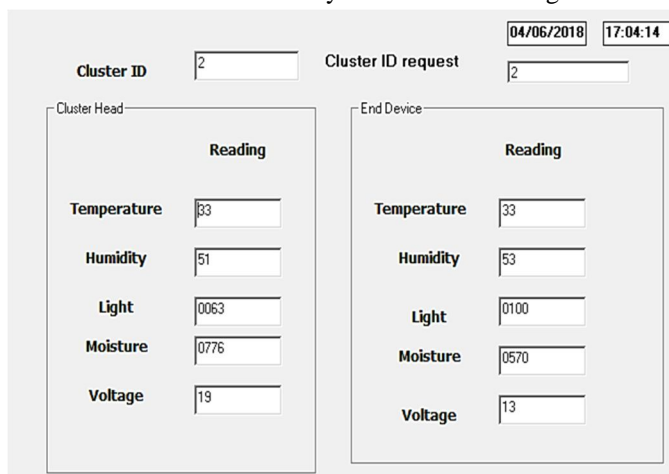 04/06/2018 17:04:14
Cluster ID 2 Cluster ID request 2
Cluster Head
Reading
Temperature 33
Humidity 51
Light 0063
Moisture 0776
Voltage 19
End Device
Reading
Temperature 33
Humidity 53
Light 0100
Moisture 0570
Voltage 13